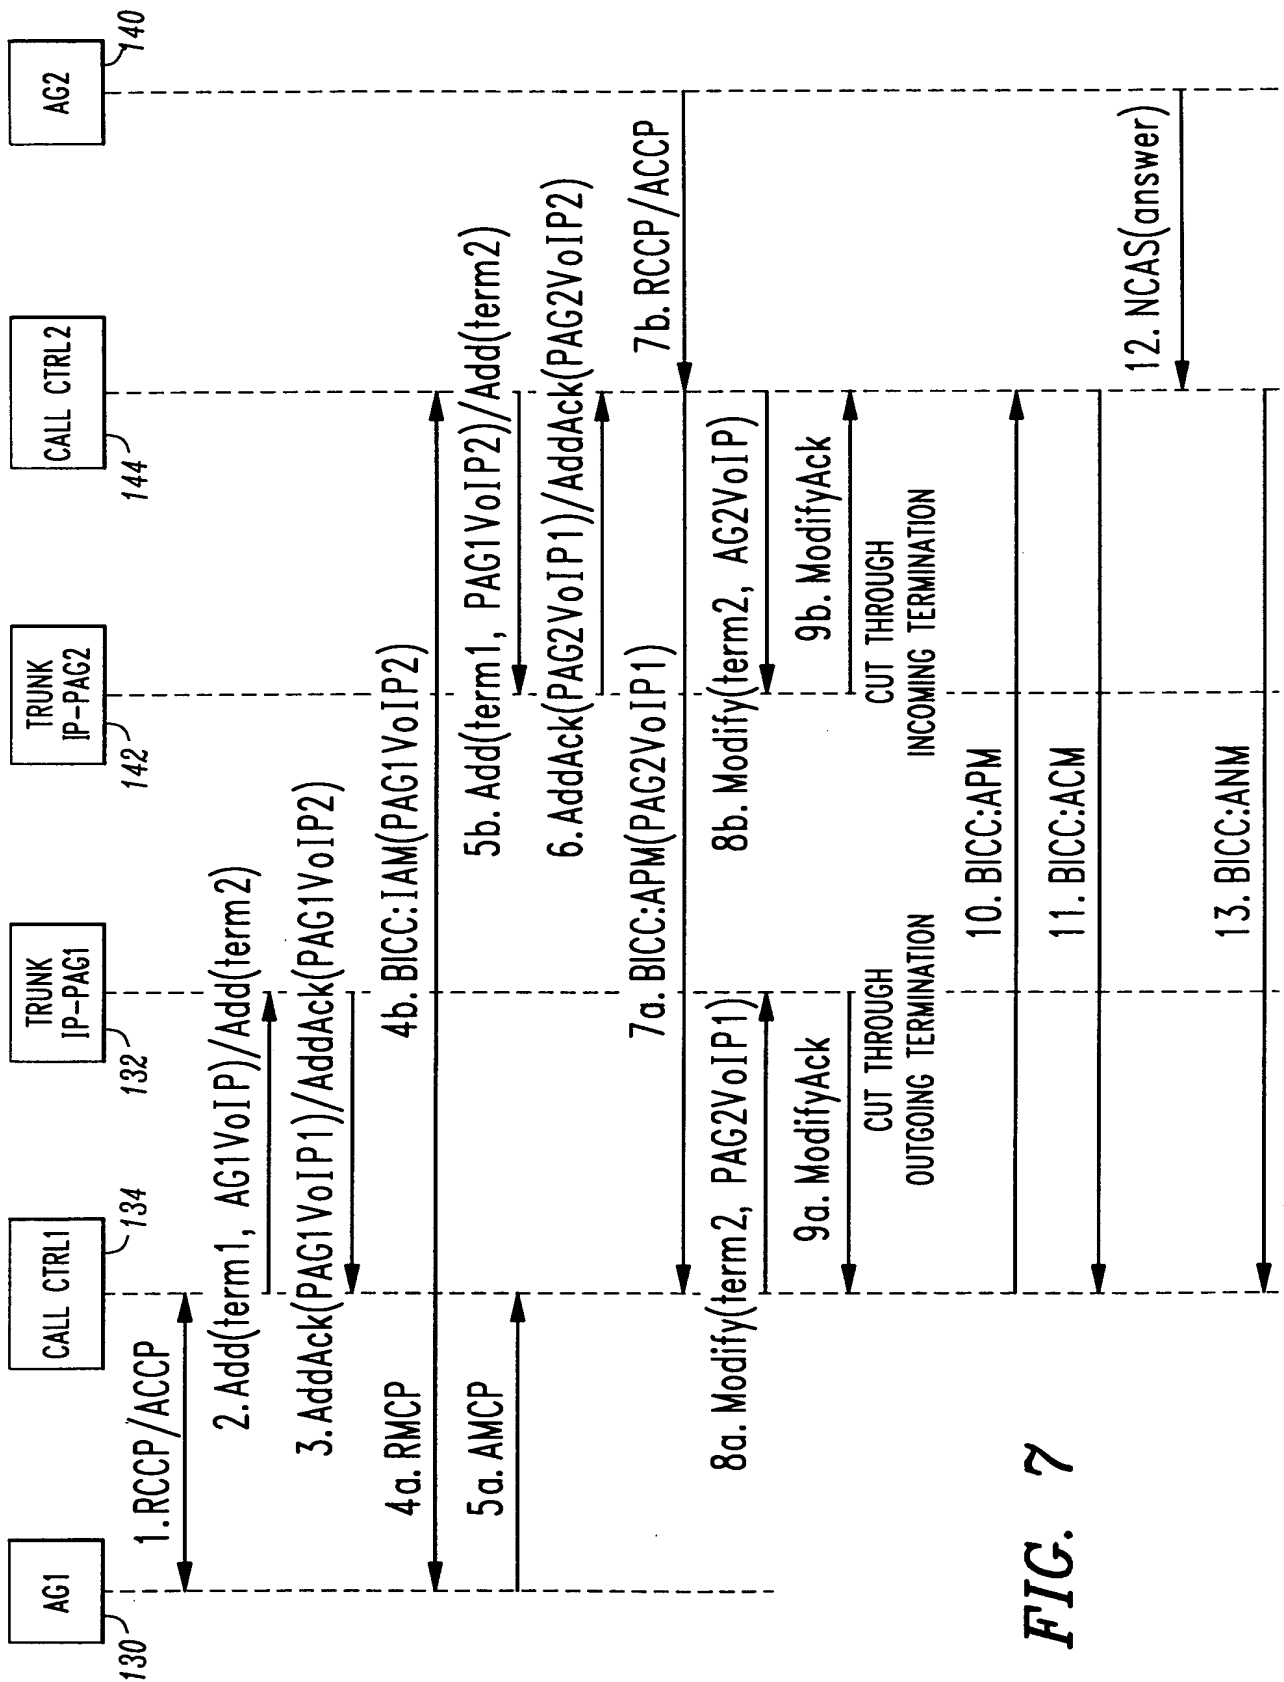 AG1
130
CALL CTRL1
134
TRUNK
IP-PAG1
132
TRUNK
IP-PAG2
142
CALL CTRL2
144
AG2
140
1.RCCP/ACCP
2.Add(term1, AG1VoIP)/Add(term2)
3.AddAck(PAG1VoIP1)/AddAck(PAG1VoIP2)
4a. RMCP
4b. BICC:IAM(PAG1VoIP2)
5a. AMCP
5b. Add(term1, PAG1VoIP2)/Add(term2)
6.AddAck(PAG2VoIP1)/AddAck(PAG2VoIP2)
7a. BICC:APM(PAG2VoIP1)
7b. RCCP/ACCP
8a. Modify(term2, PAG2VoIP1)
8b. Modify(term2, AG2VoIP)
9a. ModifyAck
9b. ModifyAck
CUT THROUGH
OUTGOING TERMINATION
CUT THROUGH
INCOMING TERMINATION
10. BICC:APM
11. BICC:ACM
12. NCAS(answer)
13. BICC:ANM
FIG. 7